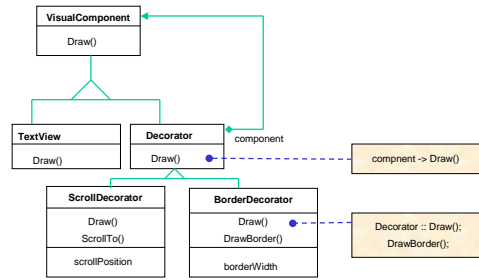 VisualComponent
Draw()
TextView
Draw()
Decorator
Draw()
component
compnent -> Draw()
ScrollDecorator
Draw()
ScrollTo()
scrollPosition
BorderDecorator
Draw()
DrawBorder()
borderWidth
Decorator :: Draw();
DrawBorder();